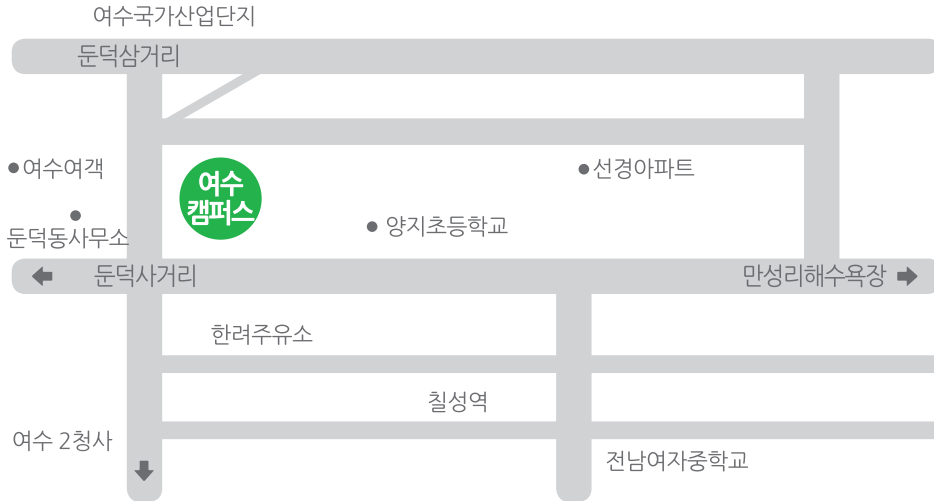 여수국가산업단지
둔덕삼거리
여수여객
여수
캠퍼스
선경아파트
둔덕동사무소
양지초등학교
둔덕사거리
만성리해수욕장
한려주유소
칠성역
여수 2청사
전남여자중학교